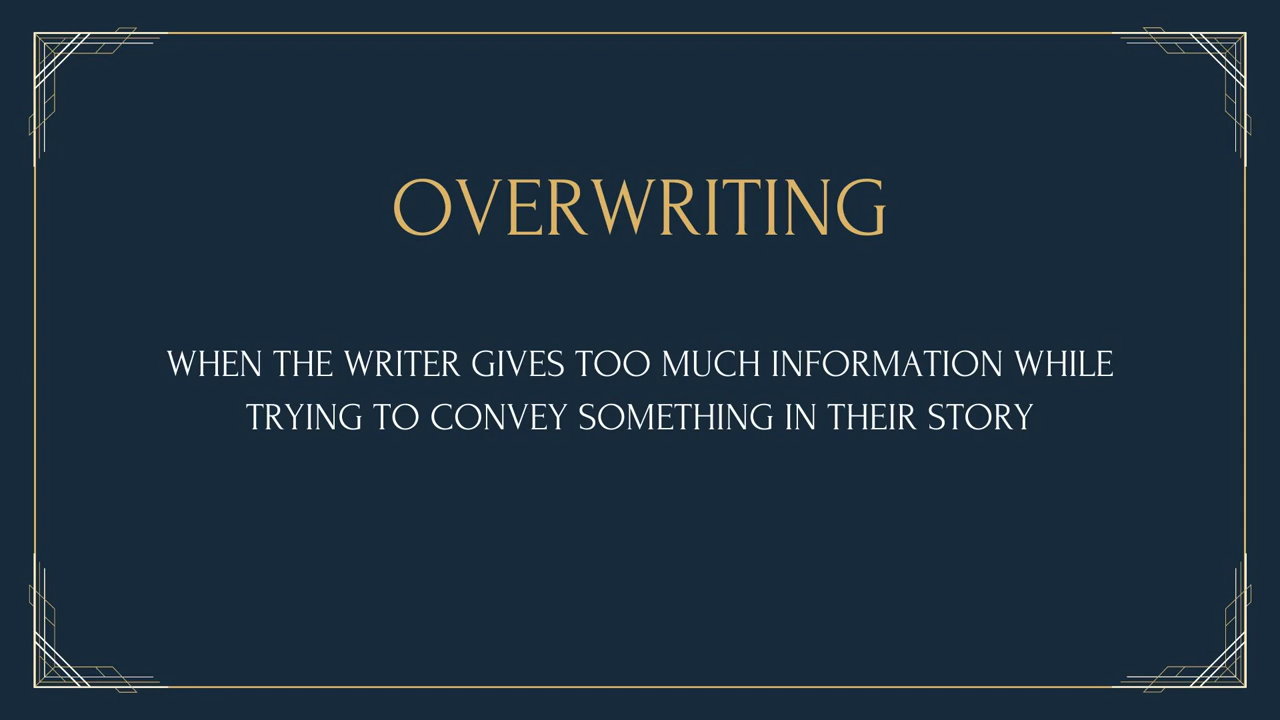 OVERWRITING
WHEN THE WRITER GIVES TOO MUCH INFORMATION WHILE
TRYING TO CONVEY SOMETHING IN THEIR STORY